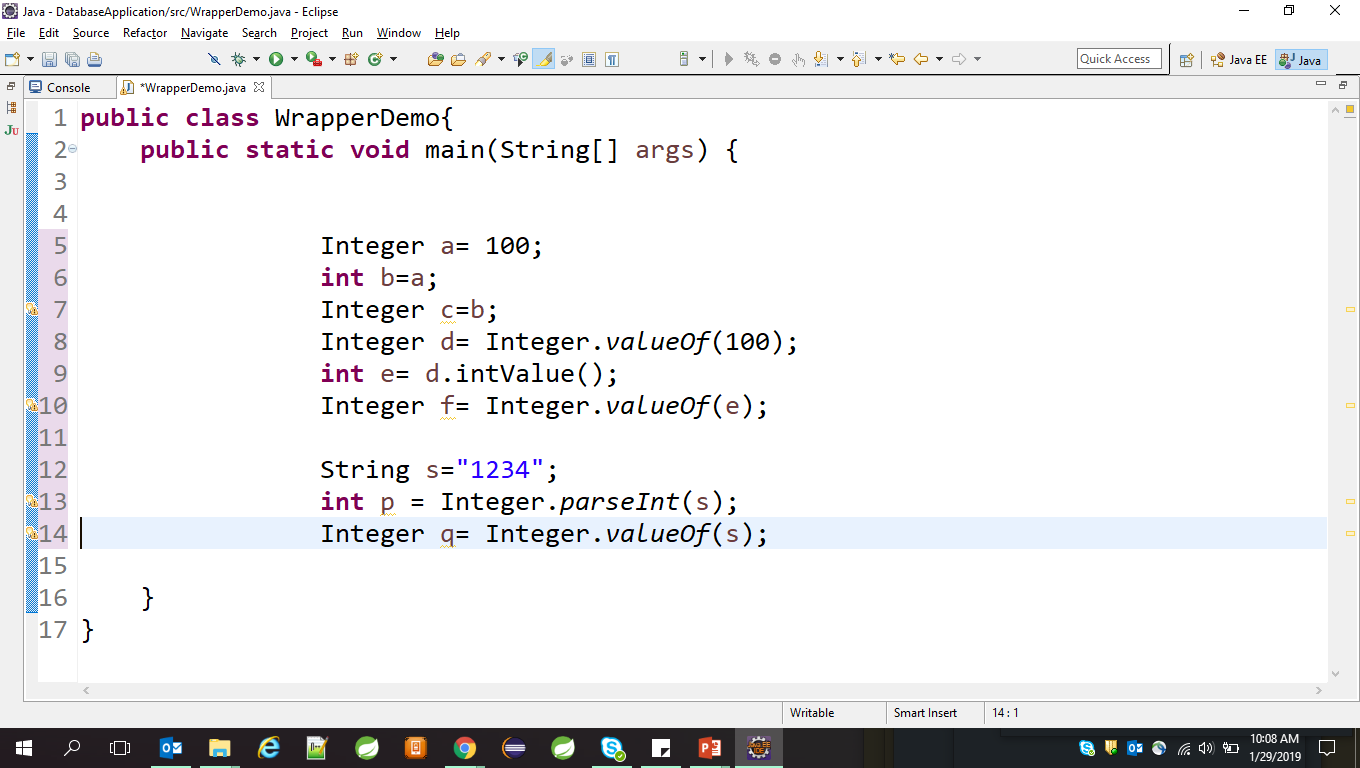 Java - DatabaseApplication/src/WrapperDemo.java - Eclipse
File Edit Source Refactor Navigate Search Project Run Window Help
Quick Access Java EE Java
Console *WrapperDemo.java
1 public class WrapperDemo{
2 public static void main(String[] args) {
3
4
5 Integer a= 100;
6 int b=a;
7 Integer c=b;
8 Integer d= Integer.valueOf(100);
9 int e= d.intValue();
10 Integer f= Integer.valueOf(e);
11
12 String s="1234";
13 int p = Integer.parseInt(s);
14 Integer q= Integer.valueOf(s);
15
16 }
17 }
Writable Smart Insert 14 : 1
10:08 AM
1/29/2019